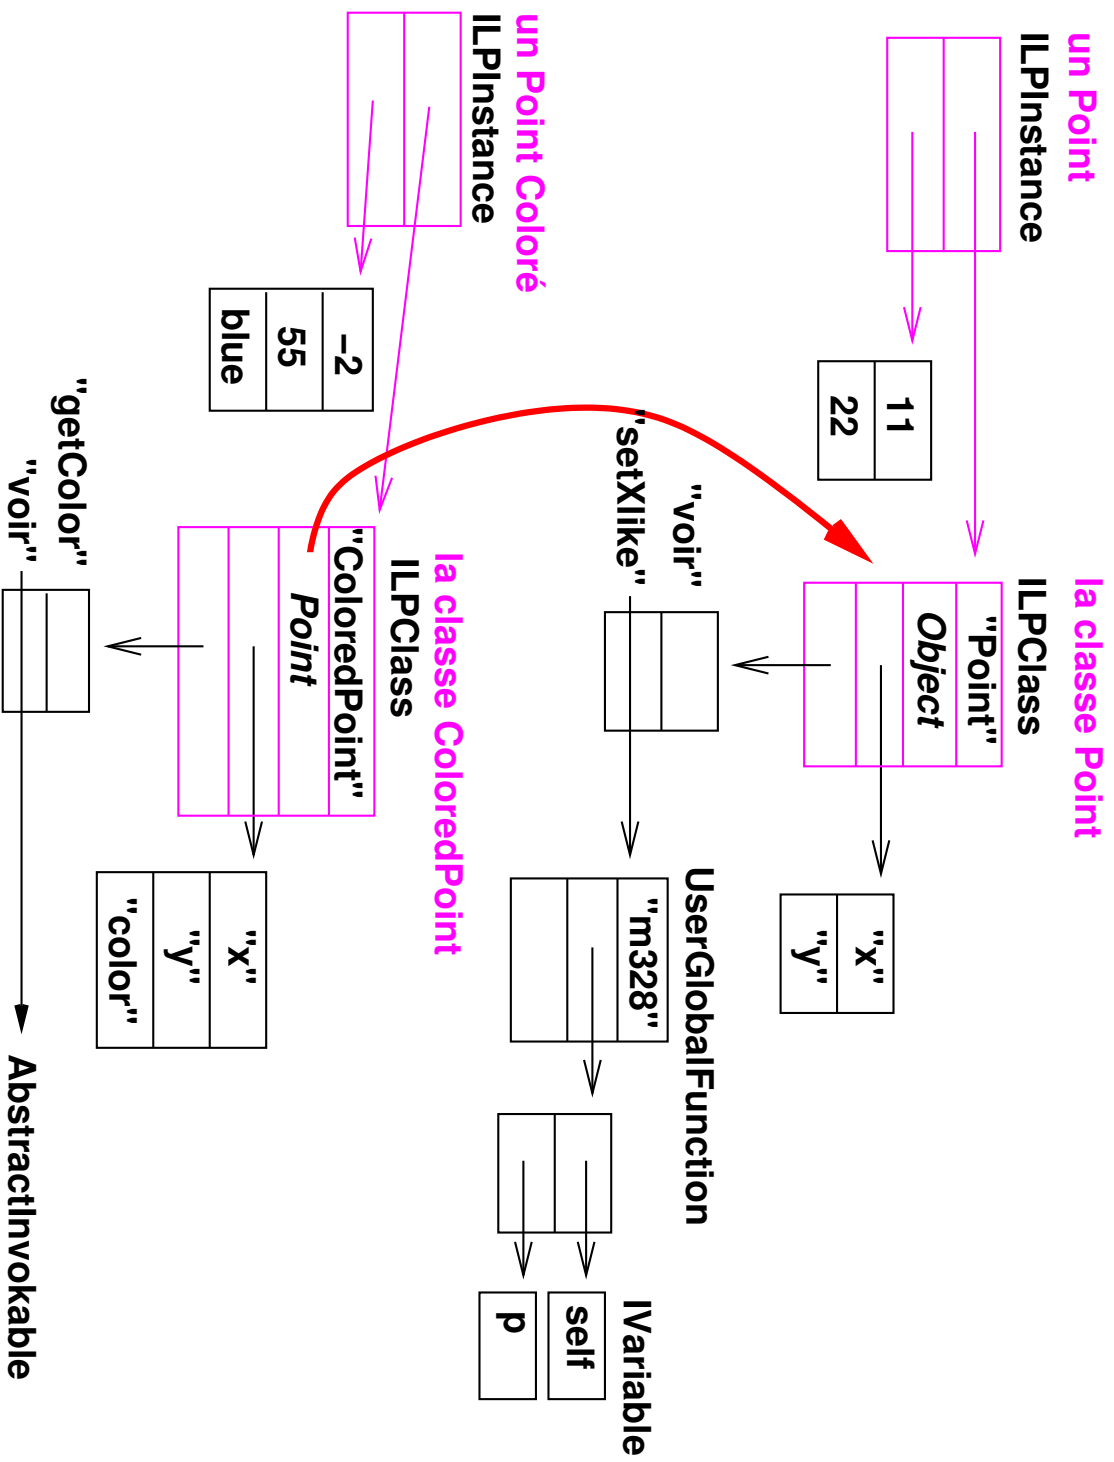 un Point
la classe Point
ILPInstance
ILPClass
"Point"
Object
11
22
"x"
"y"
"voir"
"setXlike"
UserGlobalFunction
"m328"
IVariable
self
p
un Point Coloré
la classe ColoredPoint
ILPInstance
ILPClass
"ColoredPoint"
Point
−2
55
blue
"x"
"y"
"color"
"getColor"
"voir"
AbstractInvokable